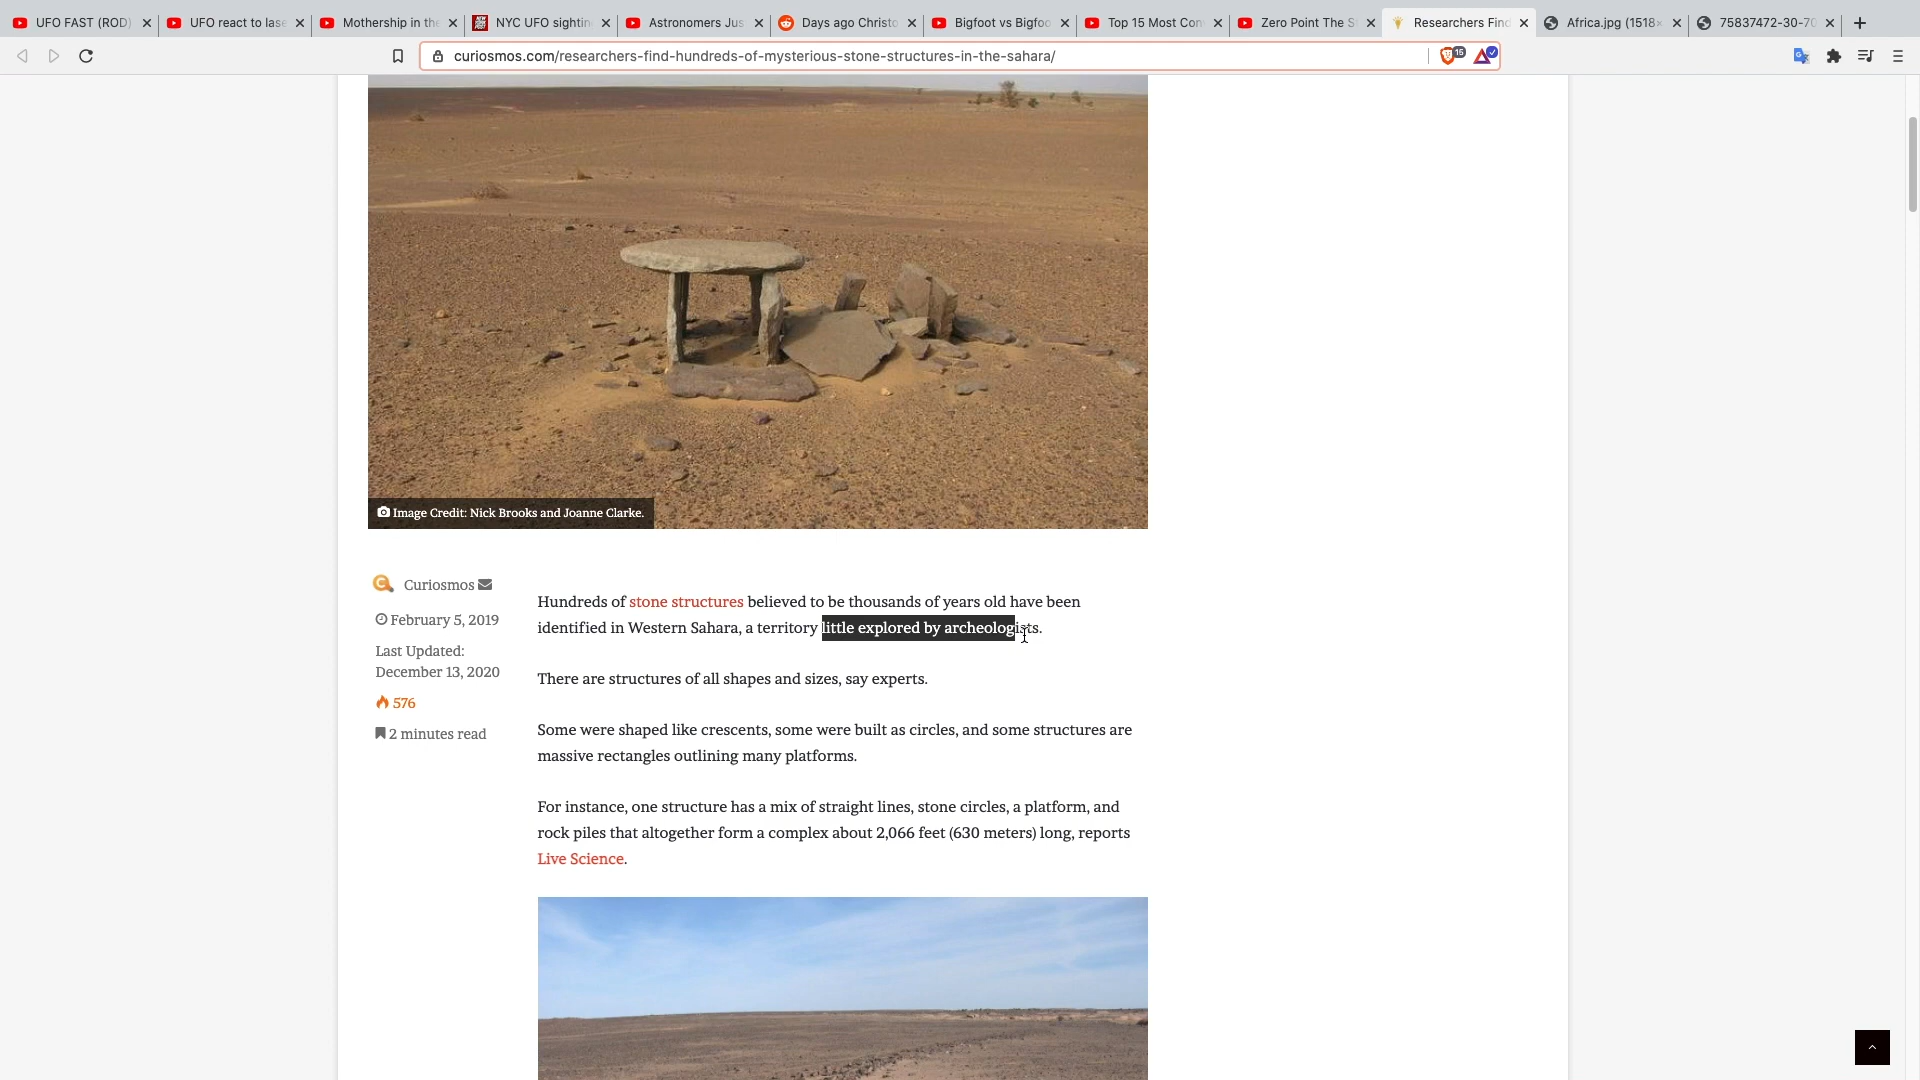 UFO FAST (ROD)
UFO react to lase
Mothership in the
NYC UFO sightin
Astronomers Jus
Days ago Christo
Bigfoot vs Bigfoo
Top 15 Most Con
Zero Point The S
Researchers Find
Africa.jpg (1518×
75837472-30-70
curiosmos.com/researchers-find-hundreds-of-mysterious-stone-structures-in-the-sahara/
15
Image Credit: Nick Brooks and Joanne Clarke.
Curiosmos
February 5, 2019
Last Updated:
December 13, 2020
576
2 minutes read
Hundreds of stone structures believed to be thousands of years old have been
identified in Western Sahara, a territory little explored by archeologists.
There are structures of all shapes and sizes, say experts.
Some were shaped like crescents, some were built as circles, and some structures are
massive rectangles outlining many platforms.
For instance, one structure has a mix of straight lines, stone circles, a platform, and
rock piles that altogether form a complex about 2,066 feet (630 meters) long, reports
Live Science.